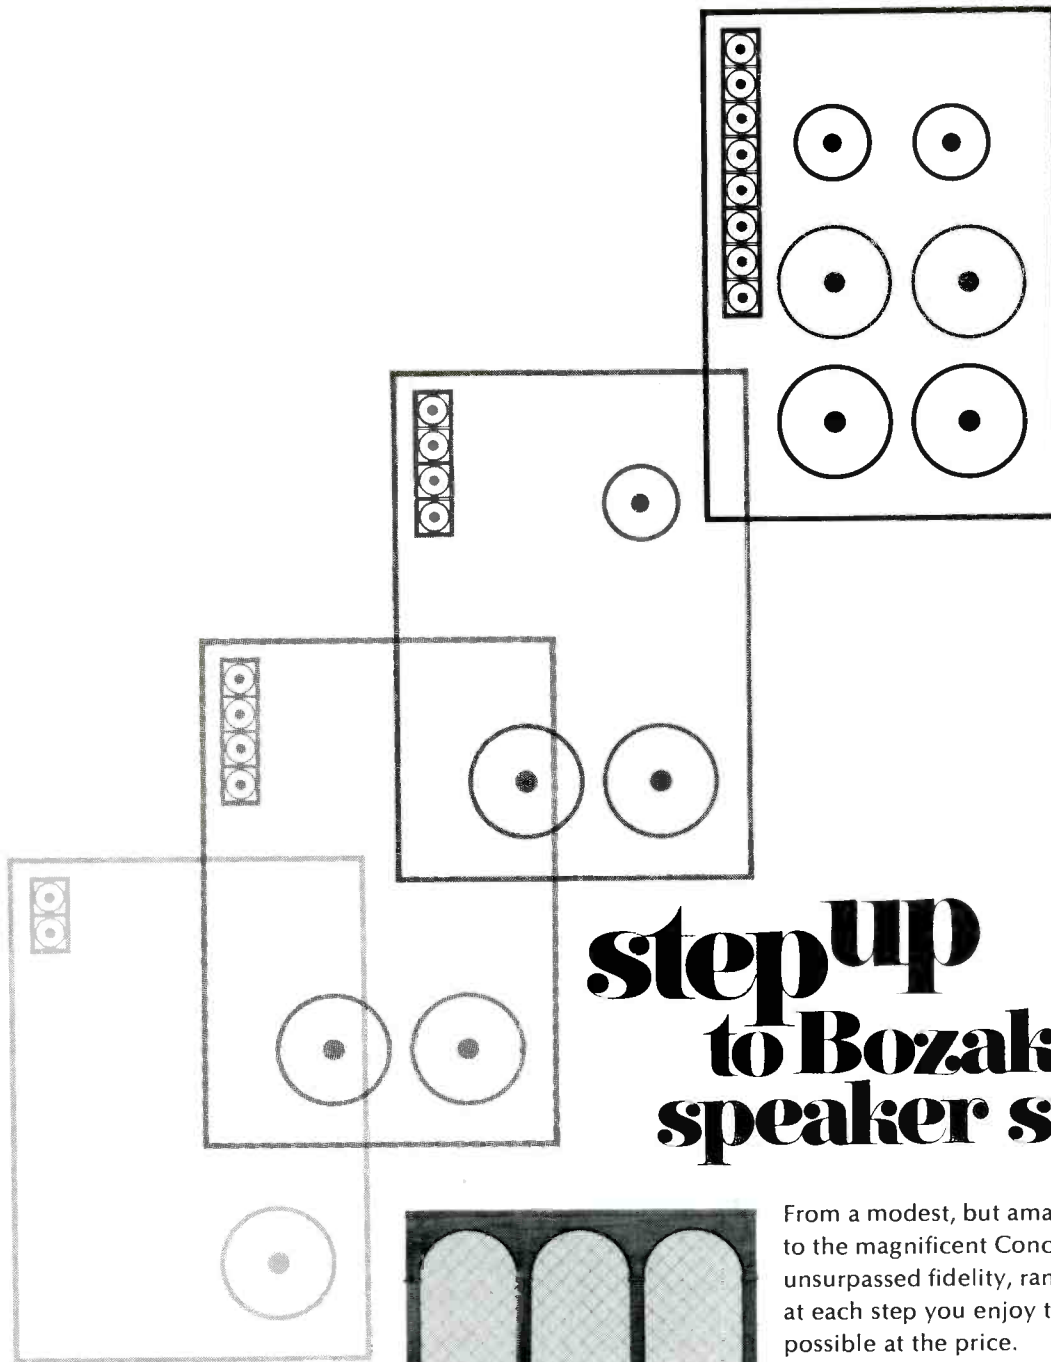 step up
to Bozak
speaker s
From a modest, but ama
to the magnificent Conc
unsurpassed fidelity, ran
at each step you enjoy t
possible at the price.